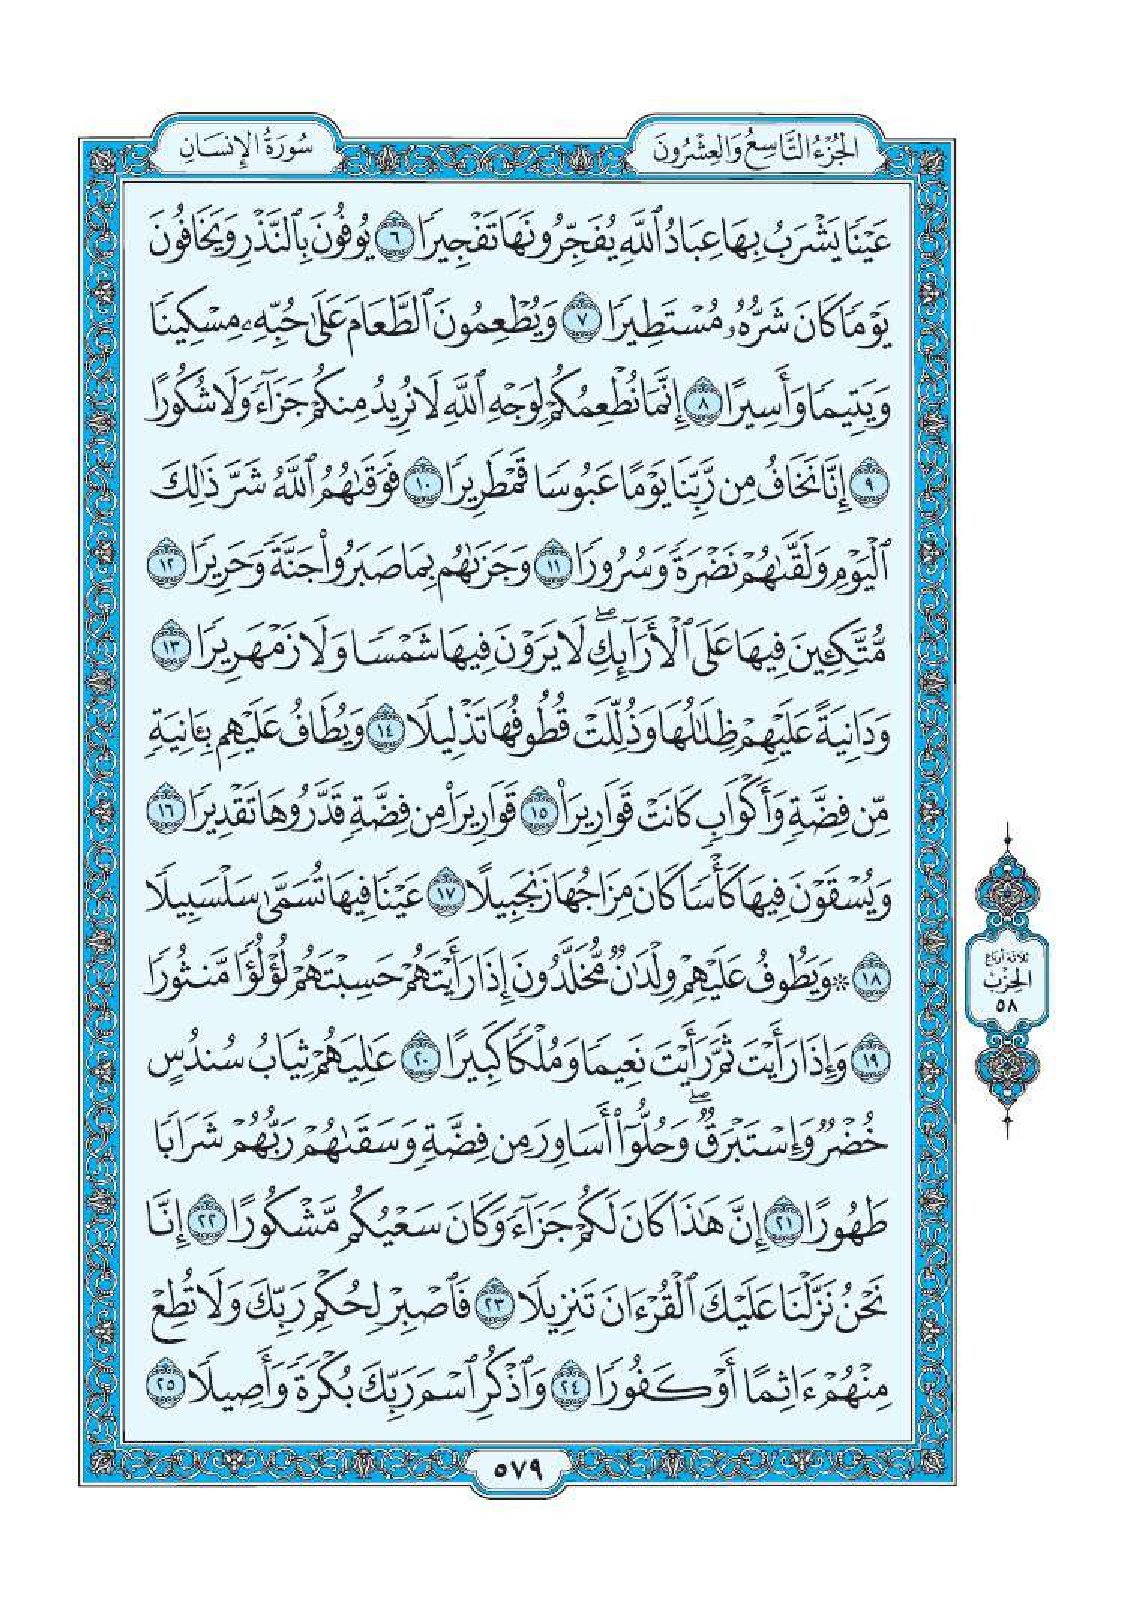 الجُزْءُ التَّاسِعُ وَالعِشْرُونَ
سُورَةُ الإِنسَانِ
عَيْنًا يَشْرَبُ بِهَا عِبَادُ ٱللَّهِ يُفَجِّرُونَهَا تَفْجِيرًا ٦ يُوفُونَ بِٱلنَّذْرِ وَيَخَافُونَ
يَوْمًا كَانَ شَرُّهُۥ مُسْتَطِيرًا ٧ وَيُطْعِمُونَ ٱلطَّعَامَ عَلَىٰ حُبِّهِۦ مِسْكِينًا
وَيَتِيمًا وَأَسِيرًا ٨ إِنَّمَا نُطْعِمُكُمْ لِوَجْهِ ٱللَّهِ لَا نُرِيدُ مِنكُمْ جَزَآءً وَلَا شُكُورًا
٩ إِنَّا نَخَافُ مِن رَّبِّنَا يَوْمًا عَبُوسًا قَمْطَرِيرًا ١٠ فَوَقَىٰهُمُ ٱللَّهُ شَرَّ ذَٰلِكَ
ٱلْيَوْمِ وَلَقَّىٰهُمْ نَضْرَةً وَسُرُورًا ١١ وَجَزَىٰهُم بِمَا صَبَرُوا۟ جَنَّةً وَحَرِيرًا ١٢
مُّتَّكِـِٔينَ فِيهَا عَلَى ٱلْأَرَآئِكِ ۖ لَا يَرَوْنَ فِيهَا شَمْسًا وَلَا زَمْهَرِيرًا ١٣
وَدَانِيَةً عَلَيْهِمْ ظِلَٰلُهَا وَذُلِّلَتْ قُطُوفُهَا تَذْلِيلًا ١٤ وَيُطَافُ عَلَيْهِم بِـَٔانِيَةٍ
مِّن فِضَّةٍ وَأَكْوَابٍ كَانَتْ قَوَارِيرَا۠ ١٥ قَوَارِيرَا۟ مِن فِضَّةٍ قَدَّرُوهَا تَقْدِيرًا ١٦
وَيُسْقَوْنَ فِيهَا كَأْسًا كَانَ مِزَاجُهَا زَنجَبِيلًا ١٧ عَيْنًا فِيهَا تُسَمَّىٰ سَلْسَبِيلًا
١٨ ۞ وَيَطُوفُ عَلَيْهِمْ وِلْدَٰنٌ مُّخَلَّدُونَ إِذَا رَأَيْتَهُمْ حَسِبْتَهُمْ لُؤْلُؤًا مَّنثُورًا
١٩ وَإِذَا رَأَيْتَ ثَمَّ رَأَيْتَ نَعِيمًا وَمُلْكًا كَبِيرًا ٢٠ عَٰلِيَهُمْ ثِيَابُ سُندُسٍ
خُضْرٌ وَإِسْتَبْرَقٌ ۖ وَحُلُّوٓا۟ أَسَاوِرَ مِن فِضَّةٍ وَسَقَىٰهُمْ رَبُّهُمْ شَرَابًا
طَهُورًا ٢١ إِنَّ هَٰذَا كَانَ لَكُمْ جَزَآءً وَكَانَ سَعْيُكُم مَّشْكُورًا ٢٢ إِنَّا
نَحْنُ نَزَّلْنَا عَلَيْكَ ٱلْقُرْءَانَ تَنزِيلًا ٢٣ فَٱصْبِرْ لِحُكْمِ رَبِّكَ وَلَا تُطِعْ
مِنْهُمْ ءَاثِمًا أَوْ كَفُورًا ٢٤ وَٱذْكُرِ ٱسْمَ رَبِّكَ بُكْرَةً وَأَصِيلًا ٢٥
ثلاثة أرباع
الحِزْب
٥٨
٥٧٩